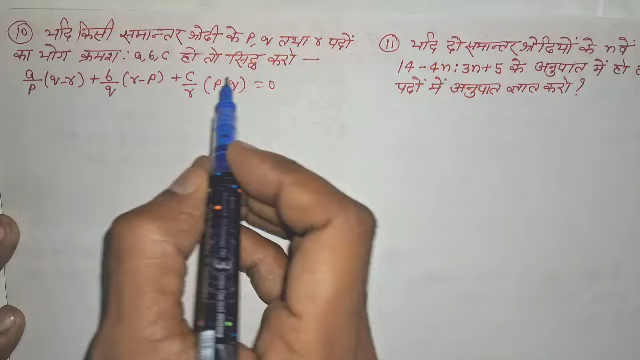 ⑩ यदि किसी समान्तर श्रेढी के P, q तथा r पदों
का योग क्रमशः a, b, c हो तो सिद्ध करो —
a/p (q-r) + b/q (r-p) + c/r (p-q) = 0
⑪ यदि दो समान्तर श्रेढियों के n पदों
14-4n : 3n+5 के अनुपात में हो
पदों में अनुपात ज्ञात करो ?